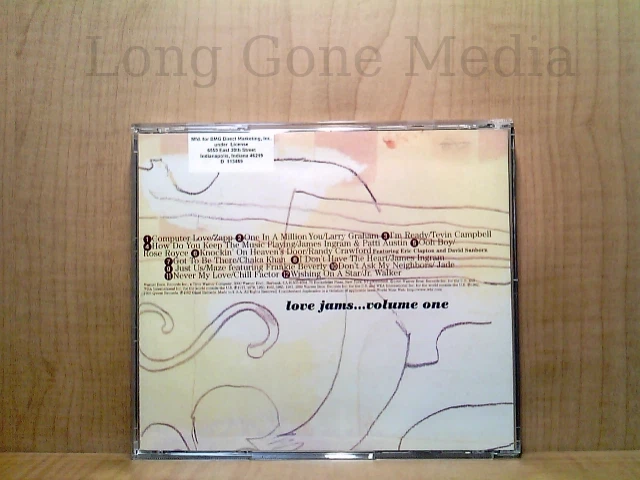 Long Gone Media
Mfd. for BMG Direct Marketing, Inc.
under License
6550 East 30th Street
Indianapolis, Indiana 46219
1 Computer Love/Zapp 2 One In A Million You/Larry Graham 3 I'm Ready/Tevin Campbell
4 How Do You Keep The Music Playing/James Ingram & Patti Austin 5 Ooh Boy/
Rose Royce 6 Knockin' On Heaven's Door/Randy Crawford Featuring Eric Clapton and David Sanborn
7 Got To Be There/Chaka Khan 8 I Don't Have The Heart/James Ingram
9 Just Us/Maze featuring Frankie Beverly 10 Don't Ask My Neighbors/Jade
11 Never My Love/Chill Factor 12 Wishing On A Star/Jr. Walker
love jams...volume one